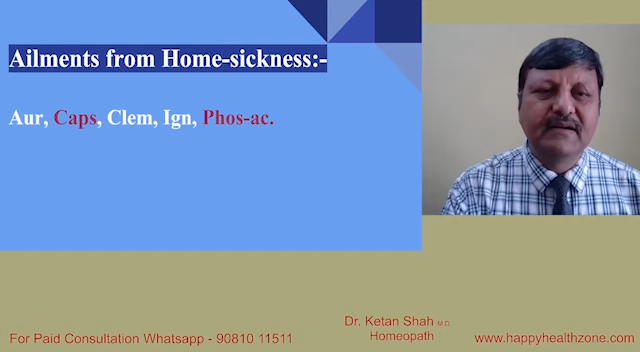 Ailments from Home-sickness:-
Aur, Caps, Clem, Ign, Phos-ac.
For Paid Consultation Whatsapp - 90810 11511
Dr. Ketan Shah M.D.
Homeopath
www.happyhealthzone.com